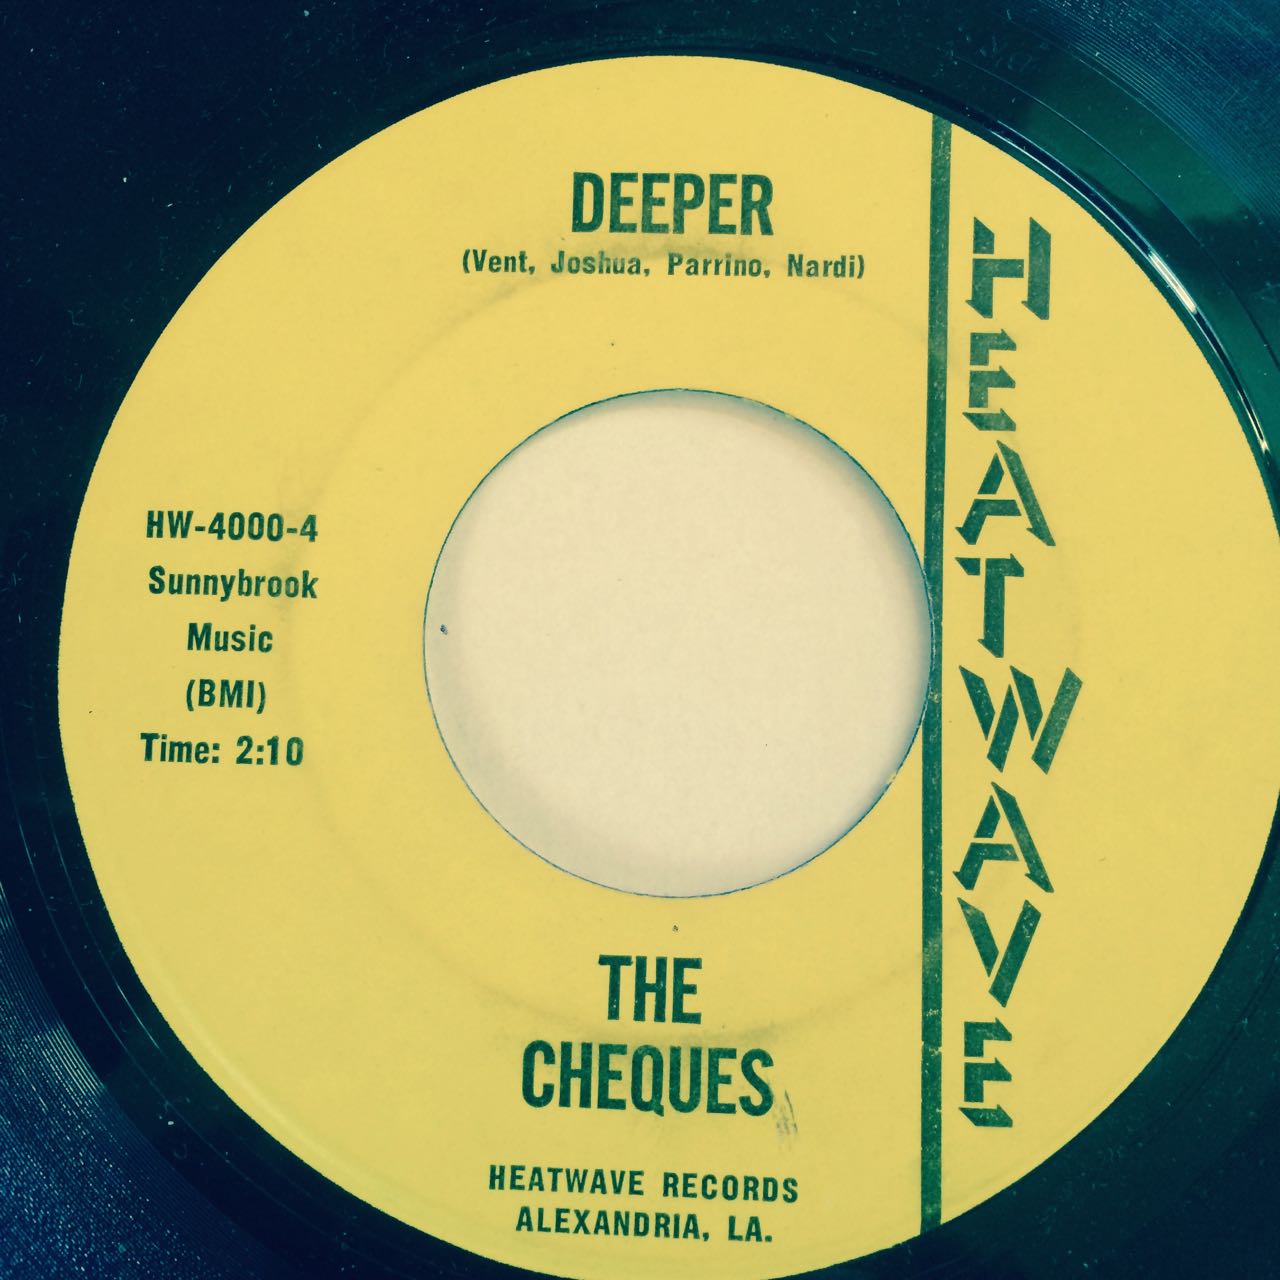 DEEPER
(Vent, Joshua, Parrino, Nardi)
HW-4000-4
Sunnybrook
Music
(BMI)
Time: 2:10
THE
CHEQUES
HEATWAVE RECORDS
ALEXANDRIA, LA.
HEATWAVE